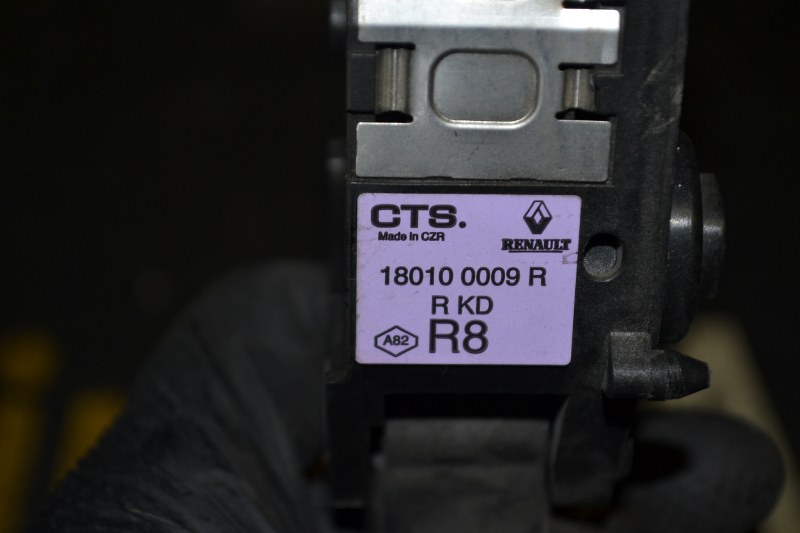 CTS.
Made in CZR
RENAULT
18010 0009 R
R KD
A82 R8